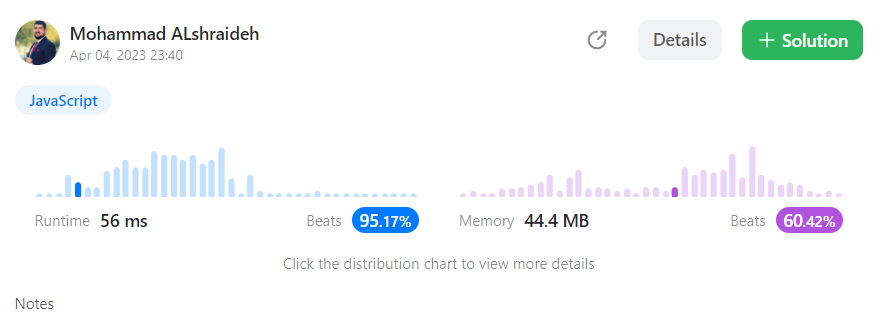 Mohammad ALshraideh
Apr 04, 2023 23:40
Details
+ Solution
JavaScript
Runtime 56 ms Beats 95.17%
Memory 44.4 MB Beats 60.42%
Click the distribution chart to view more details
Notes